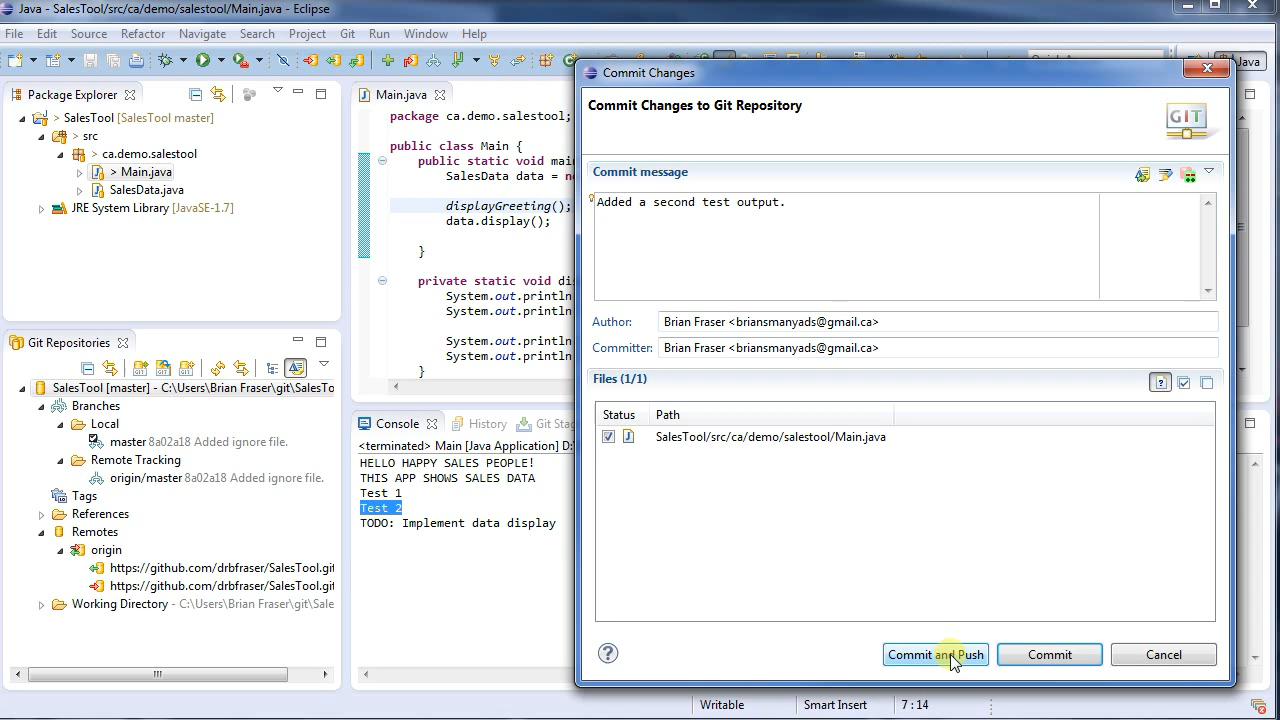 Java - SalesTool/src/ca/demo/salestool/Main.java - Eclipse
File Edit Source Refactor Navigate Search Project Git Run Window Help
Java
Package Explorer
> SalesTool [SalesTool master]
> src
> ca.demo.salestool
> Main.java
SalesData.java
JRE System Library [JavaSE-1.7]
Git Repositories
SalesTool [master] - C:\Users\Brian Fraser\git\SalesTo
Branches
Local
master 8a02a18 Added ignore file.
Remote Tracking
origin/master 8a02a18 Added ignore file.
Tags
References
Remotes
origin
https://github.com/drbfraser/SalesTool.git
https://github.com/drbfraser/SalesTool.git
Working Directory - C:\Users\Brian Fraser\git\Sale
Main.java
package ca.demo.salestool;
public class Main {
public static void mai
SalesData data = ne
displayGreeting();
data.display();
}
private static void dis
System.out.println
System.out.println
System.out.println
System.out.println
}
Console History Git Sta
<terminated> Main [Java Application] D:
HELLO HAPPY SALES PEOPLE!
THIS APP SHOWS SALES DATA
Test 1
Test 2
TODO: Implement data display
Commit Changes
Commit Changes to Git Repository
GIT
Commit message
Added a second test output.
Author: Brian Fraser <briansmanyads@gmail.ca>
Committer: Brian Fraser <briansmanyads@gmail.ca>
Files (1/1)
Status Path
SalesTool/src/ca/demo/salestool/Main.java
Commit and Push Commit Cancel
Writable Smart Insert 7 : 14